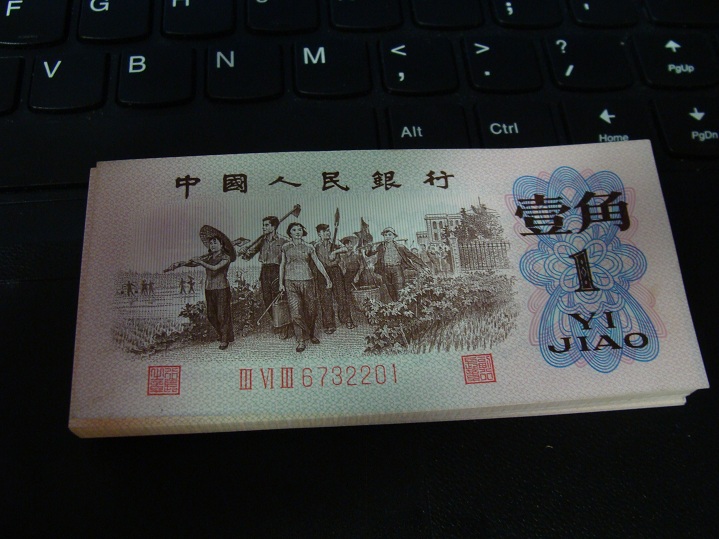 F G H J K L : ;
V B N M < , > . ? /
Alt Ctrl Home PgUp PgDn
中國人民銀行
壹角
1
YI
JIAO
III VI III 6732201